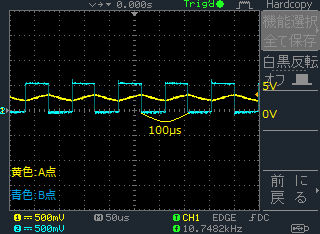 0.000s Trig'd Hardcopy
機能選択
全て保存
白黒反転
オフ
5V
0V
100μs
黄色:A点
青色:B点
前 に
戻 る
1 500mV M 50us T CH1 EDGE DC
2 500mV f 10.7482kHz